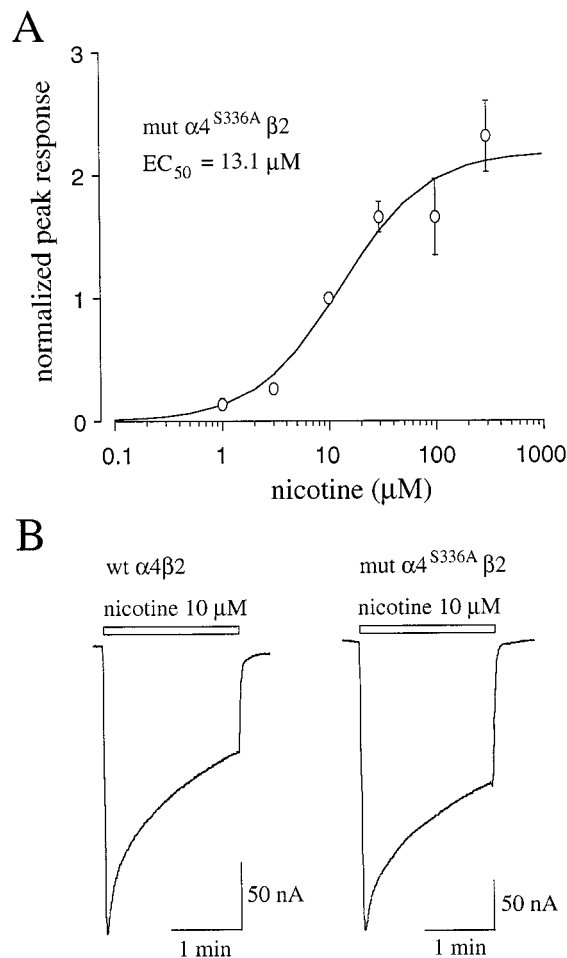 A
normalized peak response
3
2
1
0
mut α4 S336A β2
EC50 = 13.1 μM
0.1 1 10 100 1000
nicotine (μM)
B
wt α4β2
nicotine 10 μM
50 nA
1 min
mut α4 S336A β2
nicotine 10 μM
50 nA
1 min